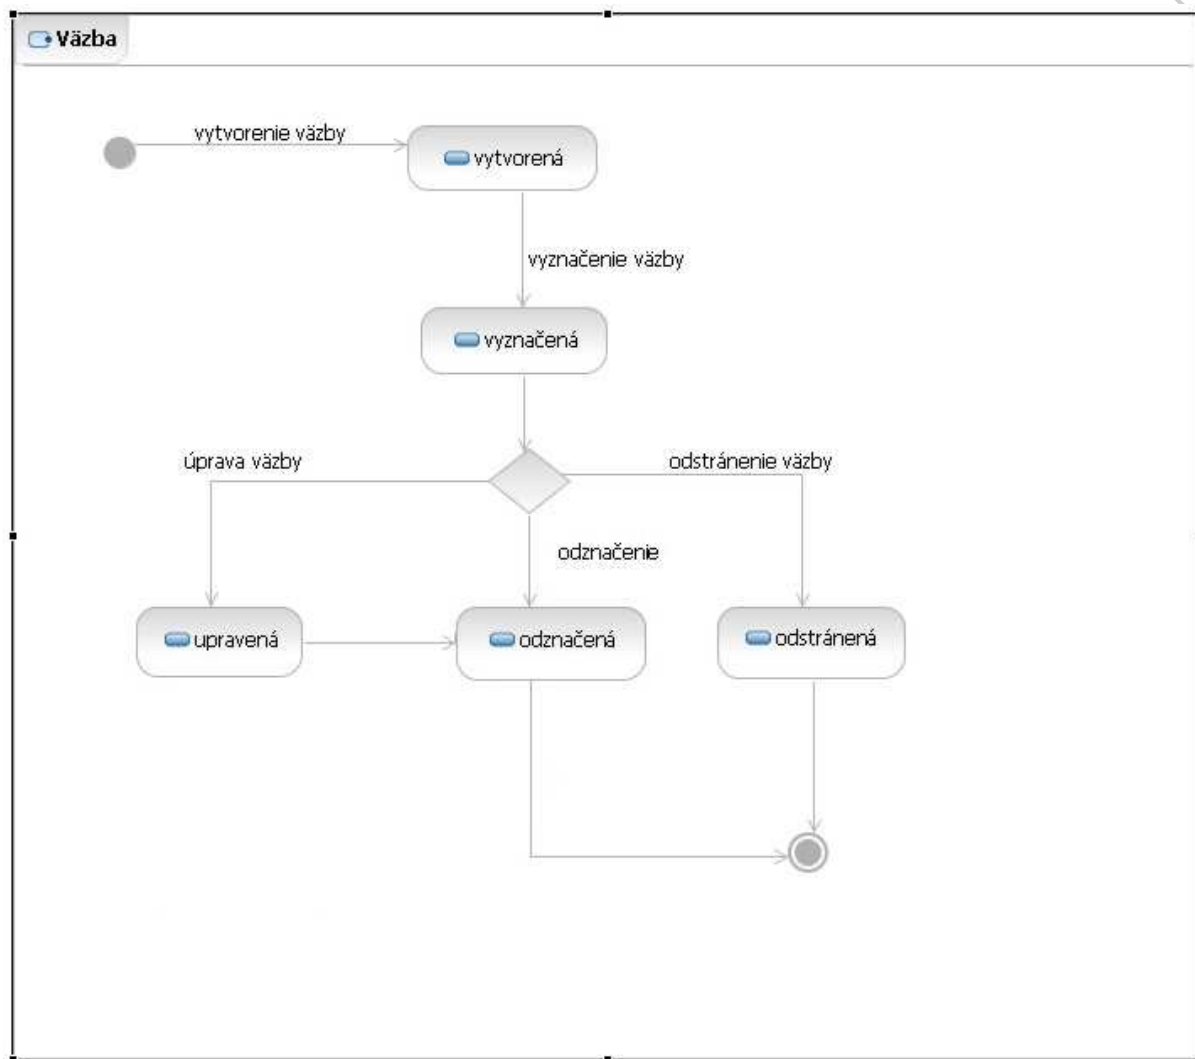 Väzba
vytvorenie väzby
vytvorená
vyznačenie väzby
vyznačená
úprava väzby
odstránenie väzby
odznačenie
upravená
odznačená
odstránená